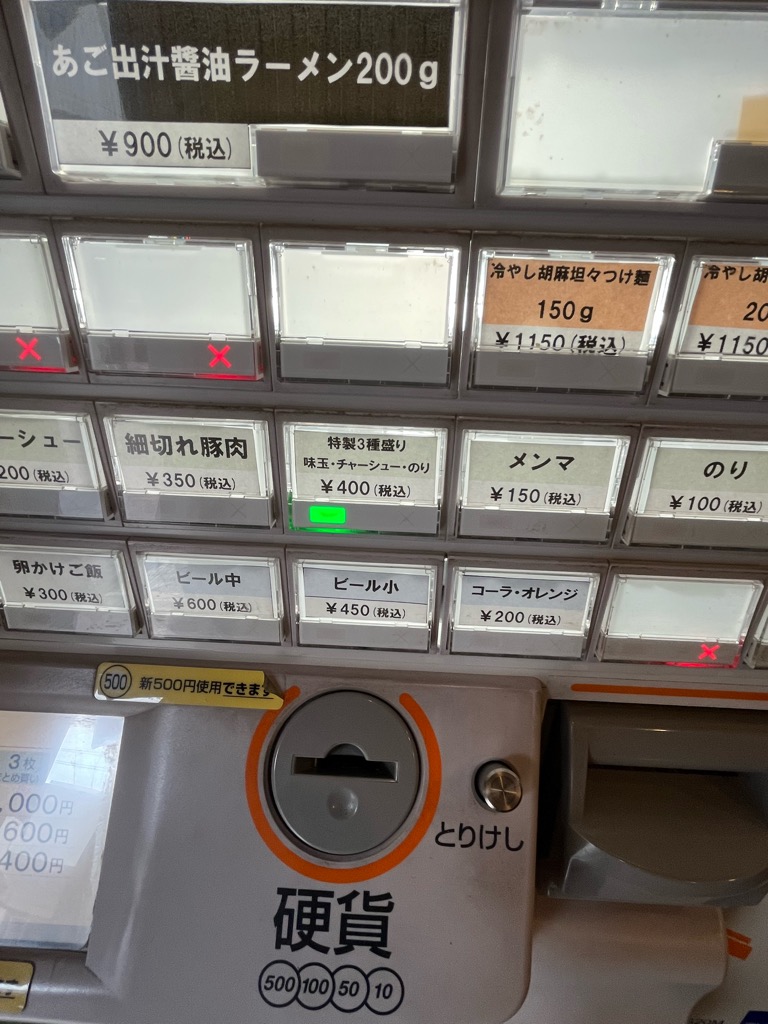 あご出汁醬油ラーメン200g
¥900(税込)
冷やし胡麻坦々つけ麺
150g
¥1150(税込)
冷やし胡
20
¥1150
ーシュー
200(税込)
細切れ豚肉
¥350(税込)
特製3種盛り
味玉・チャーシュー・のり
¥400(税込)
メンマ
¥150(税込)
のり
¥100(税込)
卵かけご飯
¥300(税込)
ビール中
¥600(税込)
ビール小
¥450(税込)
コーラ・オレンジ
¥200(税込)
500 新500円使用できます
3枚
とめ買い
,000円
600円
400円
とりけし
硬貨
500 100 50 10